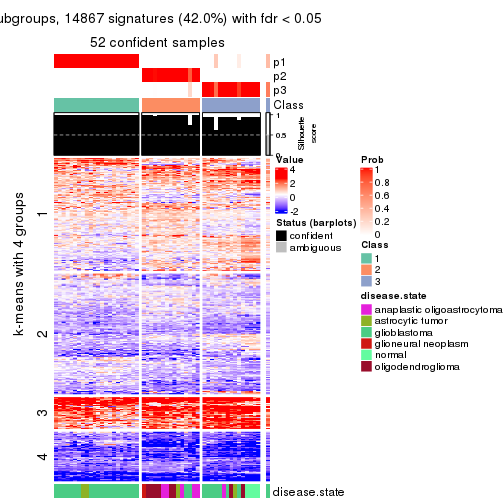 ubgroups, 14867 signatures (42.0%) with fdr < 0.05
52 confident samples
p1
p2
p3
Class
1
0.5
0
Silhouette
score
k-means with 4 groups
1
2
3
4
disease.state
Value
4
2
0
-2
Status (barplots)
confident
ambiguous
Prob
1
0.8
0.6
0.4
0.2
0
Class
1
2
3
disease.state
anaplastic oligoastrocytoma
astrocytic tumor
glioblastoma
glioneural neoplasm
normal
oligodendroglioma